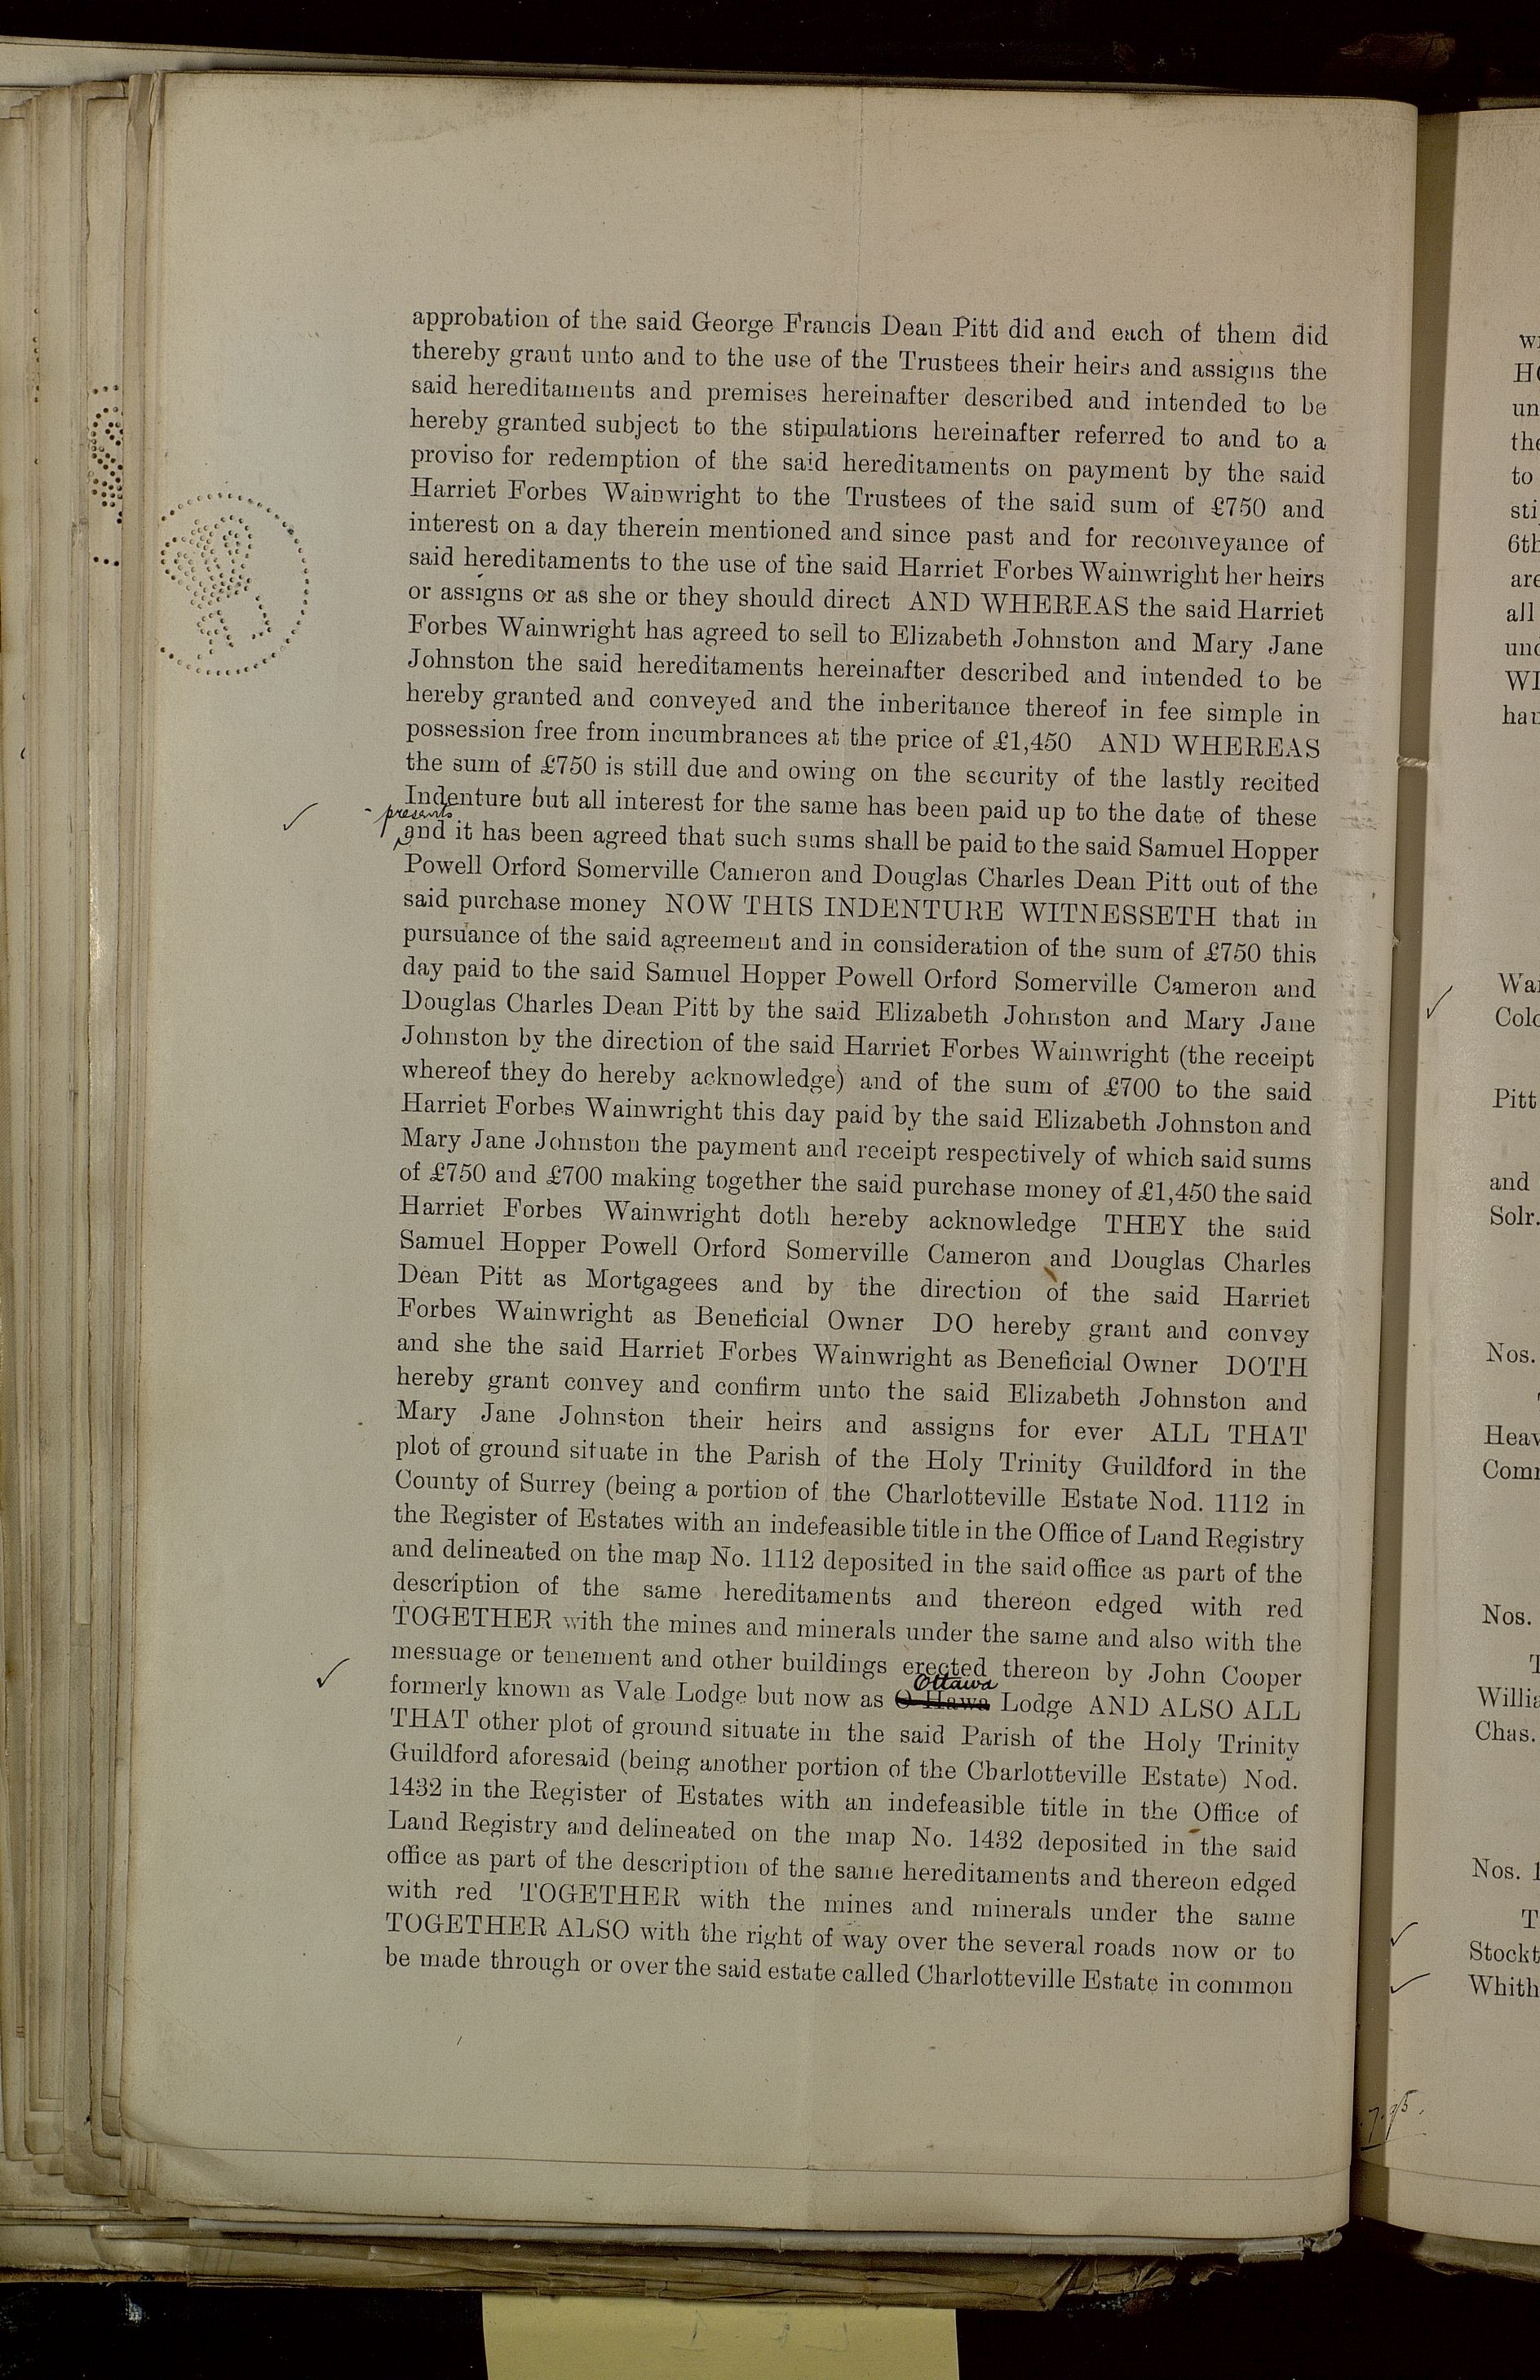 approbation of the said George Francis Dean Pitt did and each of them did
thereby grant unto and to the use of the Trustees their heirs and assigns the
said hereditaments and premises hereinafter described and intended to be
hereby granted subject to the stipulations hereinafter referred to and to a
proviso for redemption of the said hereditaments on payment by the said
Harriet Forbes Wainwright to the Trustees of the said sum of £750 and
interest on a day therein mentioned and since past and for reconveyance of
said hereditaments to the use of the said Harriet Forbes Wainwright her heirs
or assigns or as she or they should direct AND WHEREAS the said Harriet
Forbes Wainwright has agreed to sell to Elizabeth Johnston and Mary Jane
Johnston the said hereditaments hereinafter described and intended to be
hereby granted and conveyed and the inheritance thereof in fee simple in
possession free from incumbrances at the price of £1,450 AND WHEREAS
the sum of £750 is still due and owing on the security of the lastly recited
Indenture but all interest for the same has been paid up to the date of these
presents
and it has been agreed that such sums shall be paid to the said Samuel Hopper
Powell Orford Somerville Cameron and Douglas Charles Dean Pitt out of the
said purchase money NOW THIS INDENTURE WITNESSETH that in
pursuance of the said agreement and in consideration of the sum of £750 this
day paid to the said Samuel Hopper Powell Orford Somerville Cameron and
Douglas Charles Dean Pitt by the said Elizabeth Johnston and Mary Jane
Johnston by the direction of the said Harriet Forbes Wainwright (the receipt
whereof they do hereby acknowledge) and of the sum of £700 to the said
Harriet Forbes Wainwright this day paid by the said Elizabeth Johnston and
Mary Jane Johnston the payment and receipt respectively of which said sums
of £750 and £700 making together the said purchase money of £1,450 the said
Harriet Forbes Wainwright doth hereby acknowledge THEY the said
Samuel Hopper Powell Orford Somerville Cameron and Douglas Charles
Dean Pitt as Mortgagees and by the direction of the said Harriet
Forbes Wainwright as Beneficial Owner DO hereby grant and convey
and she the said Harriet Forbes Wainwright as Beneficial Owner DOTH
hereby grant convey and confirm unto the said Elizabeth Johnston and
Mary Jane Johnston their heirs and assigns for ever ALL THAT
plot of ground situate in the Parish of the Holy Trinity Guildford in the
County of Surrey (being a portion of the Charlotteville Estate Nod. 1112 in
the Register of Estates with an indefeasible title in the Office of Land Registry
and delineated on the map No. 1112 deposited in the said office as part of the
description of the same hereditaments and thereon edged with red
TOGETHER with the mines and minerals under the same and also with the
messuage or tenement and other buildings erected thereon by John Cooper
Ottawa
formerly known as Vale Lodge but now as O Hawa Lodge AND ALSO ALL
THAT other plot of ground situate in the said Parish of the Holy Trinity
Guildford aforesaid (being another portion of the Charlotteville Estate) Nod.
1432 in the Register of Estates with an indefeasible title in the Office of
Land Registry and delineated on the map No. 1432 deposited in the said
office as part of the description of the same hereditaments and thereon edged
with red TOGETHER with the mines and minerals under the same
TOGETHER ALSO with the right of way over the several roads now or to
be made through or over the said estate called Charlotteville Estate in common
the
to
6th
are
all
Pitt
and
Solr.
Nos.
Nos.
Chas.
Nos. 1